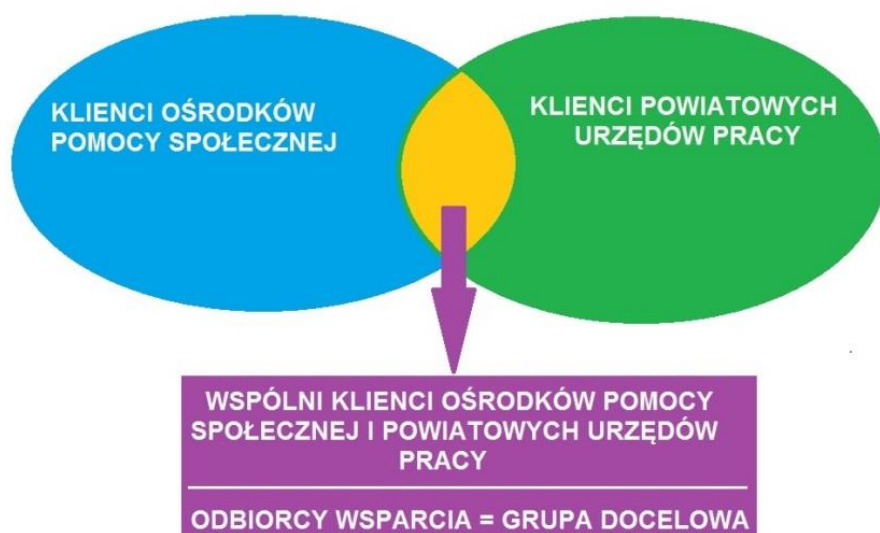 KLIENCI OŚRODKÓW
POMOCY SPOŁECZNEJ
KLIENCI POWIATOWYCH
URZĘDÓW PRACY
WSPÓLNI KLIENCI OŚRODKÓW POMOCY
SPOŁECZNEJ I POWIATOWYCH URZĘDÓW
PRACY
ODBIORCY WSPARCIA = GRUPA DOCELOWA